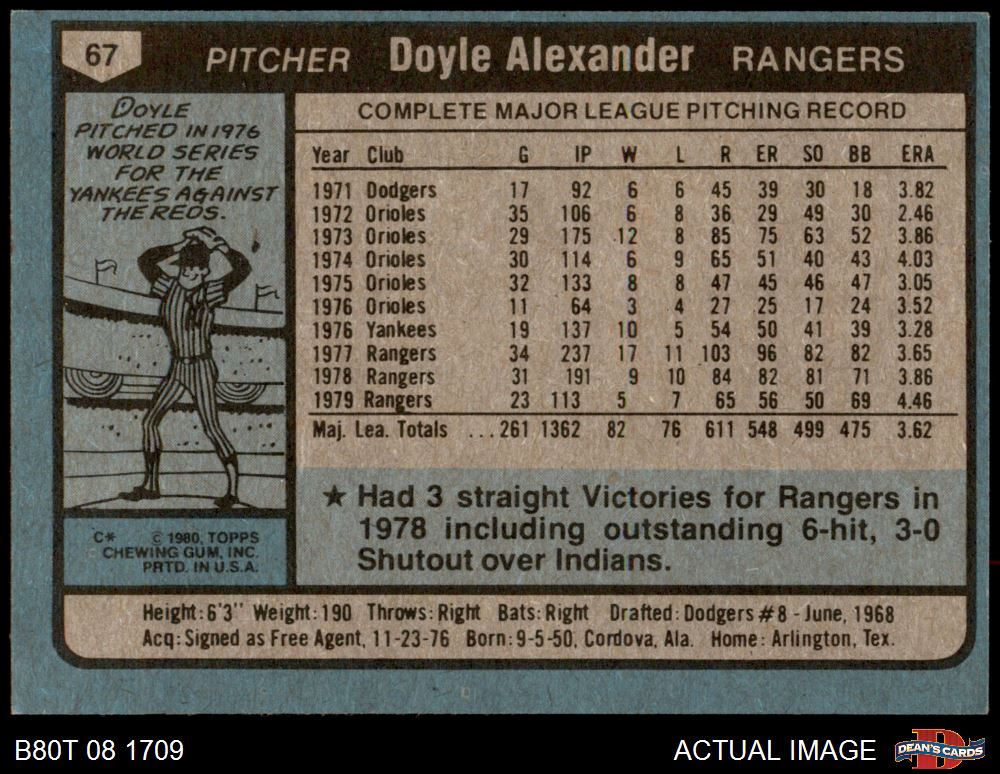 67 PITCHER Doyle Alexander RANGERS
DOYLE
PITCHED IN 1976
WORLD SERIES
FOR THE
YANKEES AGAINST
THE REDS.
C* © 1980, TOPPS
CHEWING GUM, INC.
PRTD. IN U.S.A.
COMPLETE MAJOR LEAGUE PITCHING RECORD
Year Club G IP W L R ER SO BB ERA
1971 Dodgers 17 92 6 6 45 39 30 18 3.82
1972 Orioles 35 106 6 8 36 29 49 30 2.46
1973 Orioles 29 175 12 8 85 75 63 52 3.86
1974 Orioles 30 114 6 9 65 51 40 43 4.03
1975 Orioles 32 133 8 8 47 45 46 47 3.05
1976 Orioles 11 64 3 4 27 25 17 24 3.52
1976 Yankees 19 137 10 5 54 50 41 39 3.28
1977 Rangers 34 237 17 11 103 96 82 82 3.65
1978 Rangers 31 191 9 10 84 82 81 71 3.86
1979 Rangers 23 113 5 7 65 56 50 69 4.46
Maj. Lea. Totals ...261 1362 82 76 611 548 499 475 3.62
★ Had 3 straight Victories for Rangers in
1978 including outstanding 6-hit, 3-0
Shutout over Indians.
Height: 6'3" Weight: 190 Throws: Right Bats: Right Drafted: Dodgers #8 - June, 1968
Acq: Signed as Free Agent, 11-23-76 Born: 9-5-50, Cordova, Ala. Home: Arlington, Tex.
B80T 08 1709 ACTUAL IMAGE D DEAN'S CARDS